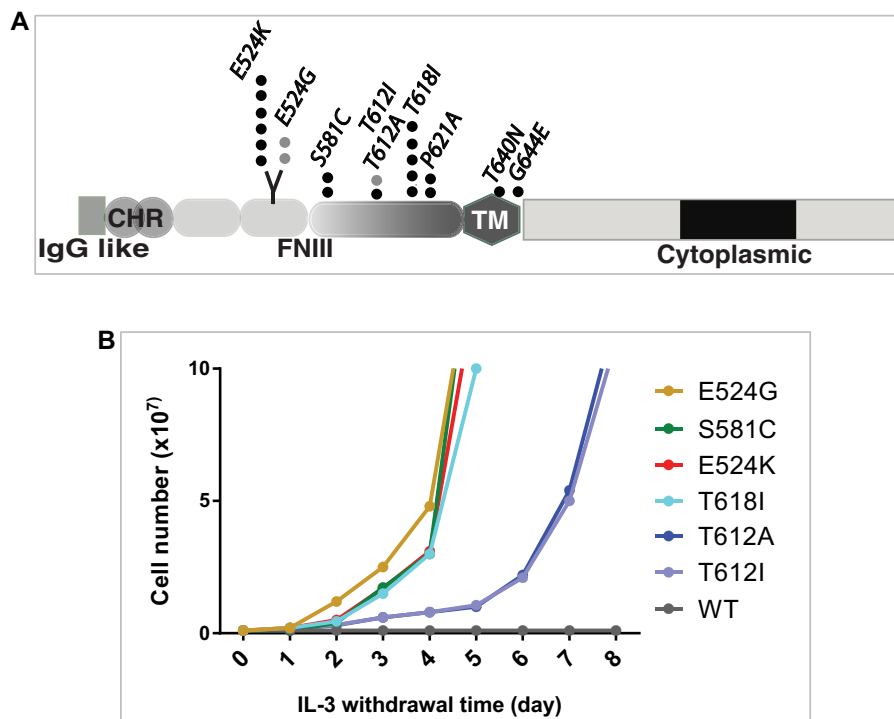 A
E524K
E524G
S581C
T612I
T612A
T618I
P621A
T640N
G644E
CHR
TM
IgG like
FNIII
Cytoplasmic
B
10
5
0
Cell number (x10⁷)
0 1 2 3 4 5 6 7 8
IL-3 withdrawal time (day)
E524G
S581C
E524K
T618I
T612A
T612I
WT